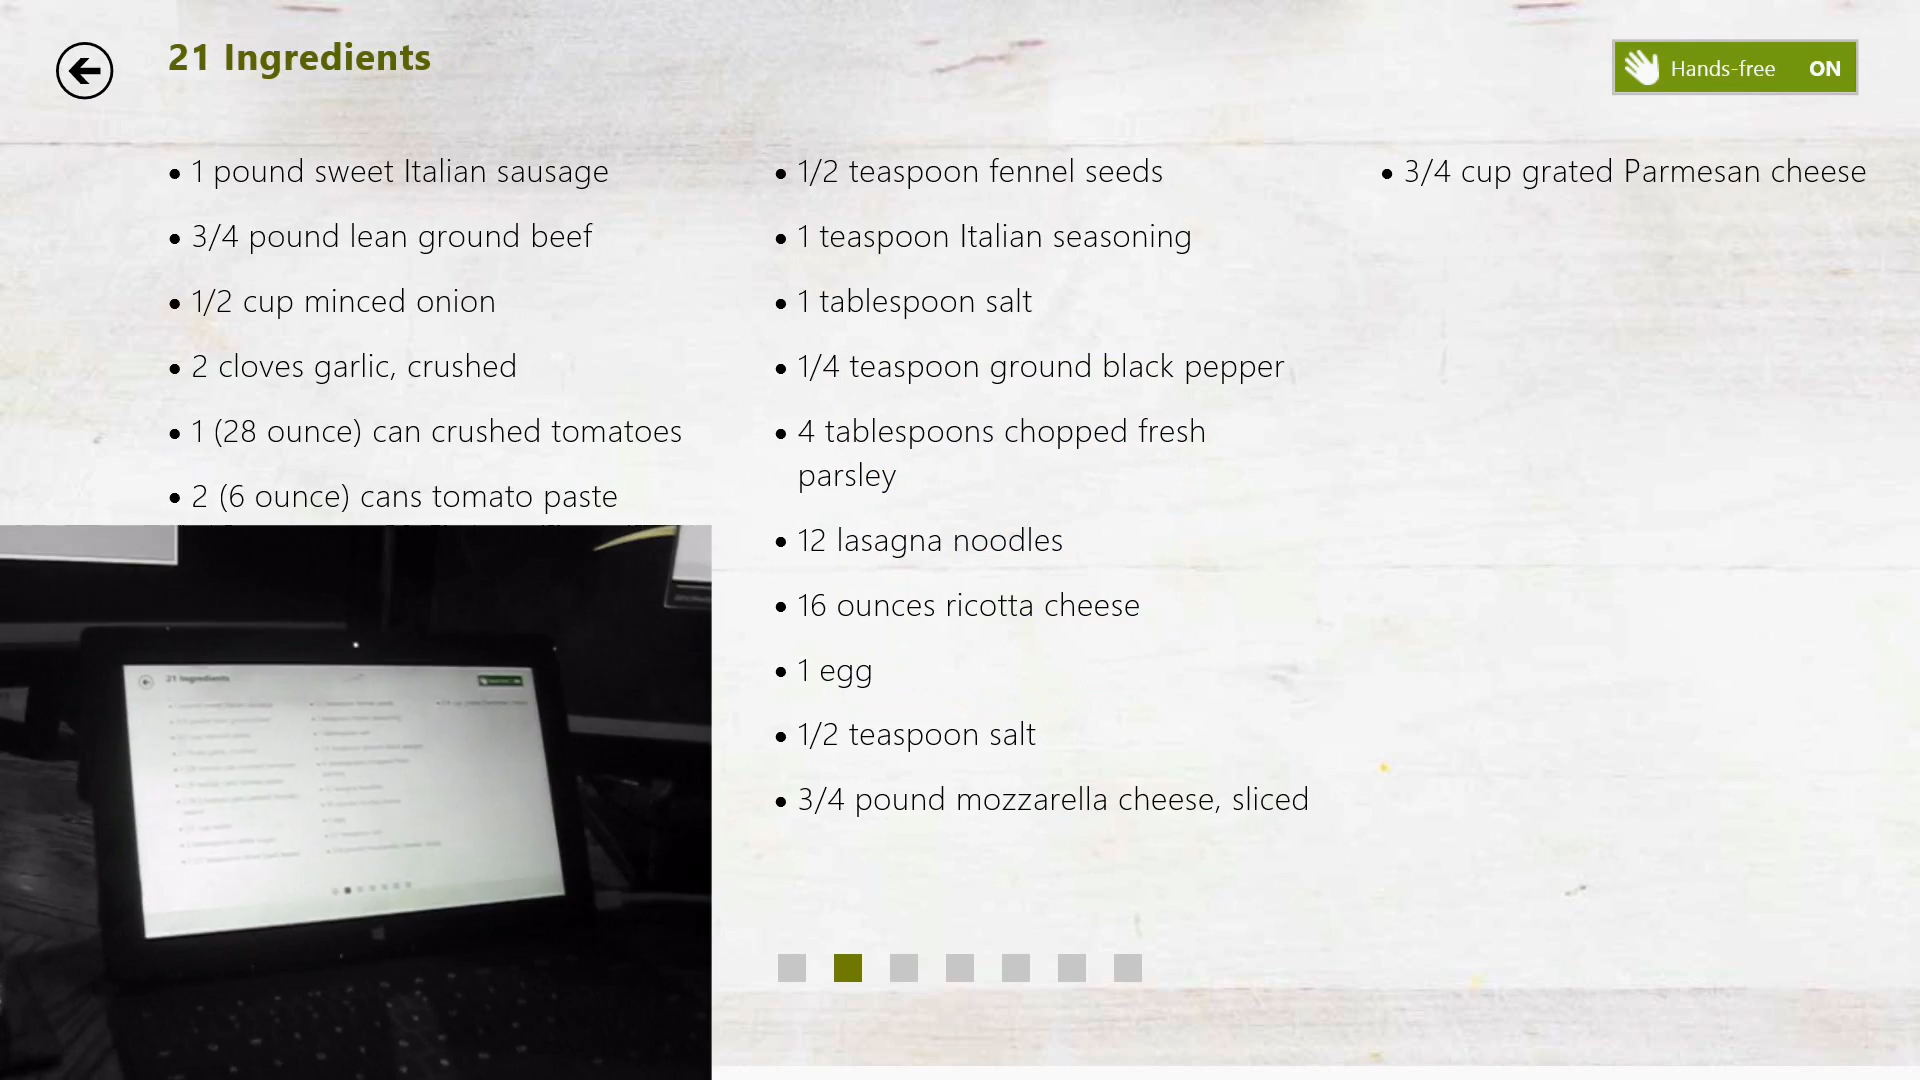 21 Ingredients
Hands-free ON
1 pound sweet Italian sausage
3/4 pound lean ground beef
1/2 cup minced onion
2 cloves garlic, crushed
1 (28 ounce) can crushed tomatoes
2 (6 ounce) cans tomato paste
1/2 teaspoon fennel seeds
1 teaspoon Italian seasoning
1 tablespoon salt
1/4 teaspoon ground black pepper
4 tablespoons chopped fresh
parsley
12 lasagna noodles
16 ounces ricotta cheese
1 egg
1/2 teaspoon salt
3/4 pound mozzarella cheese, sliced
3/4 cup grated Parmesan cheese
21 Ingredients